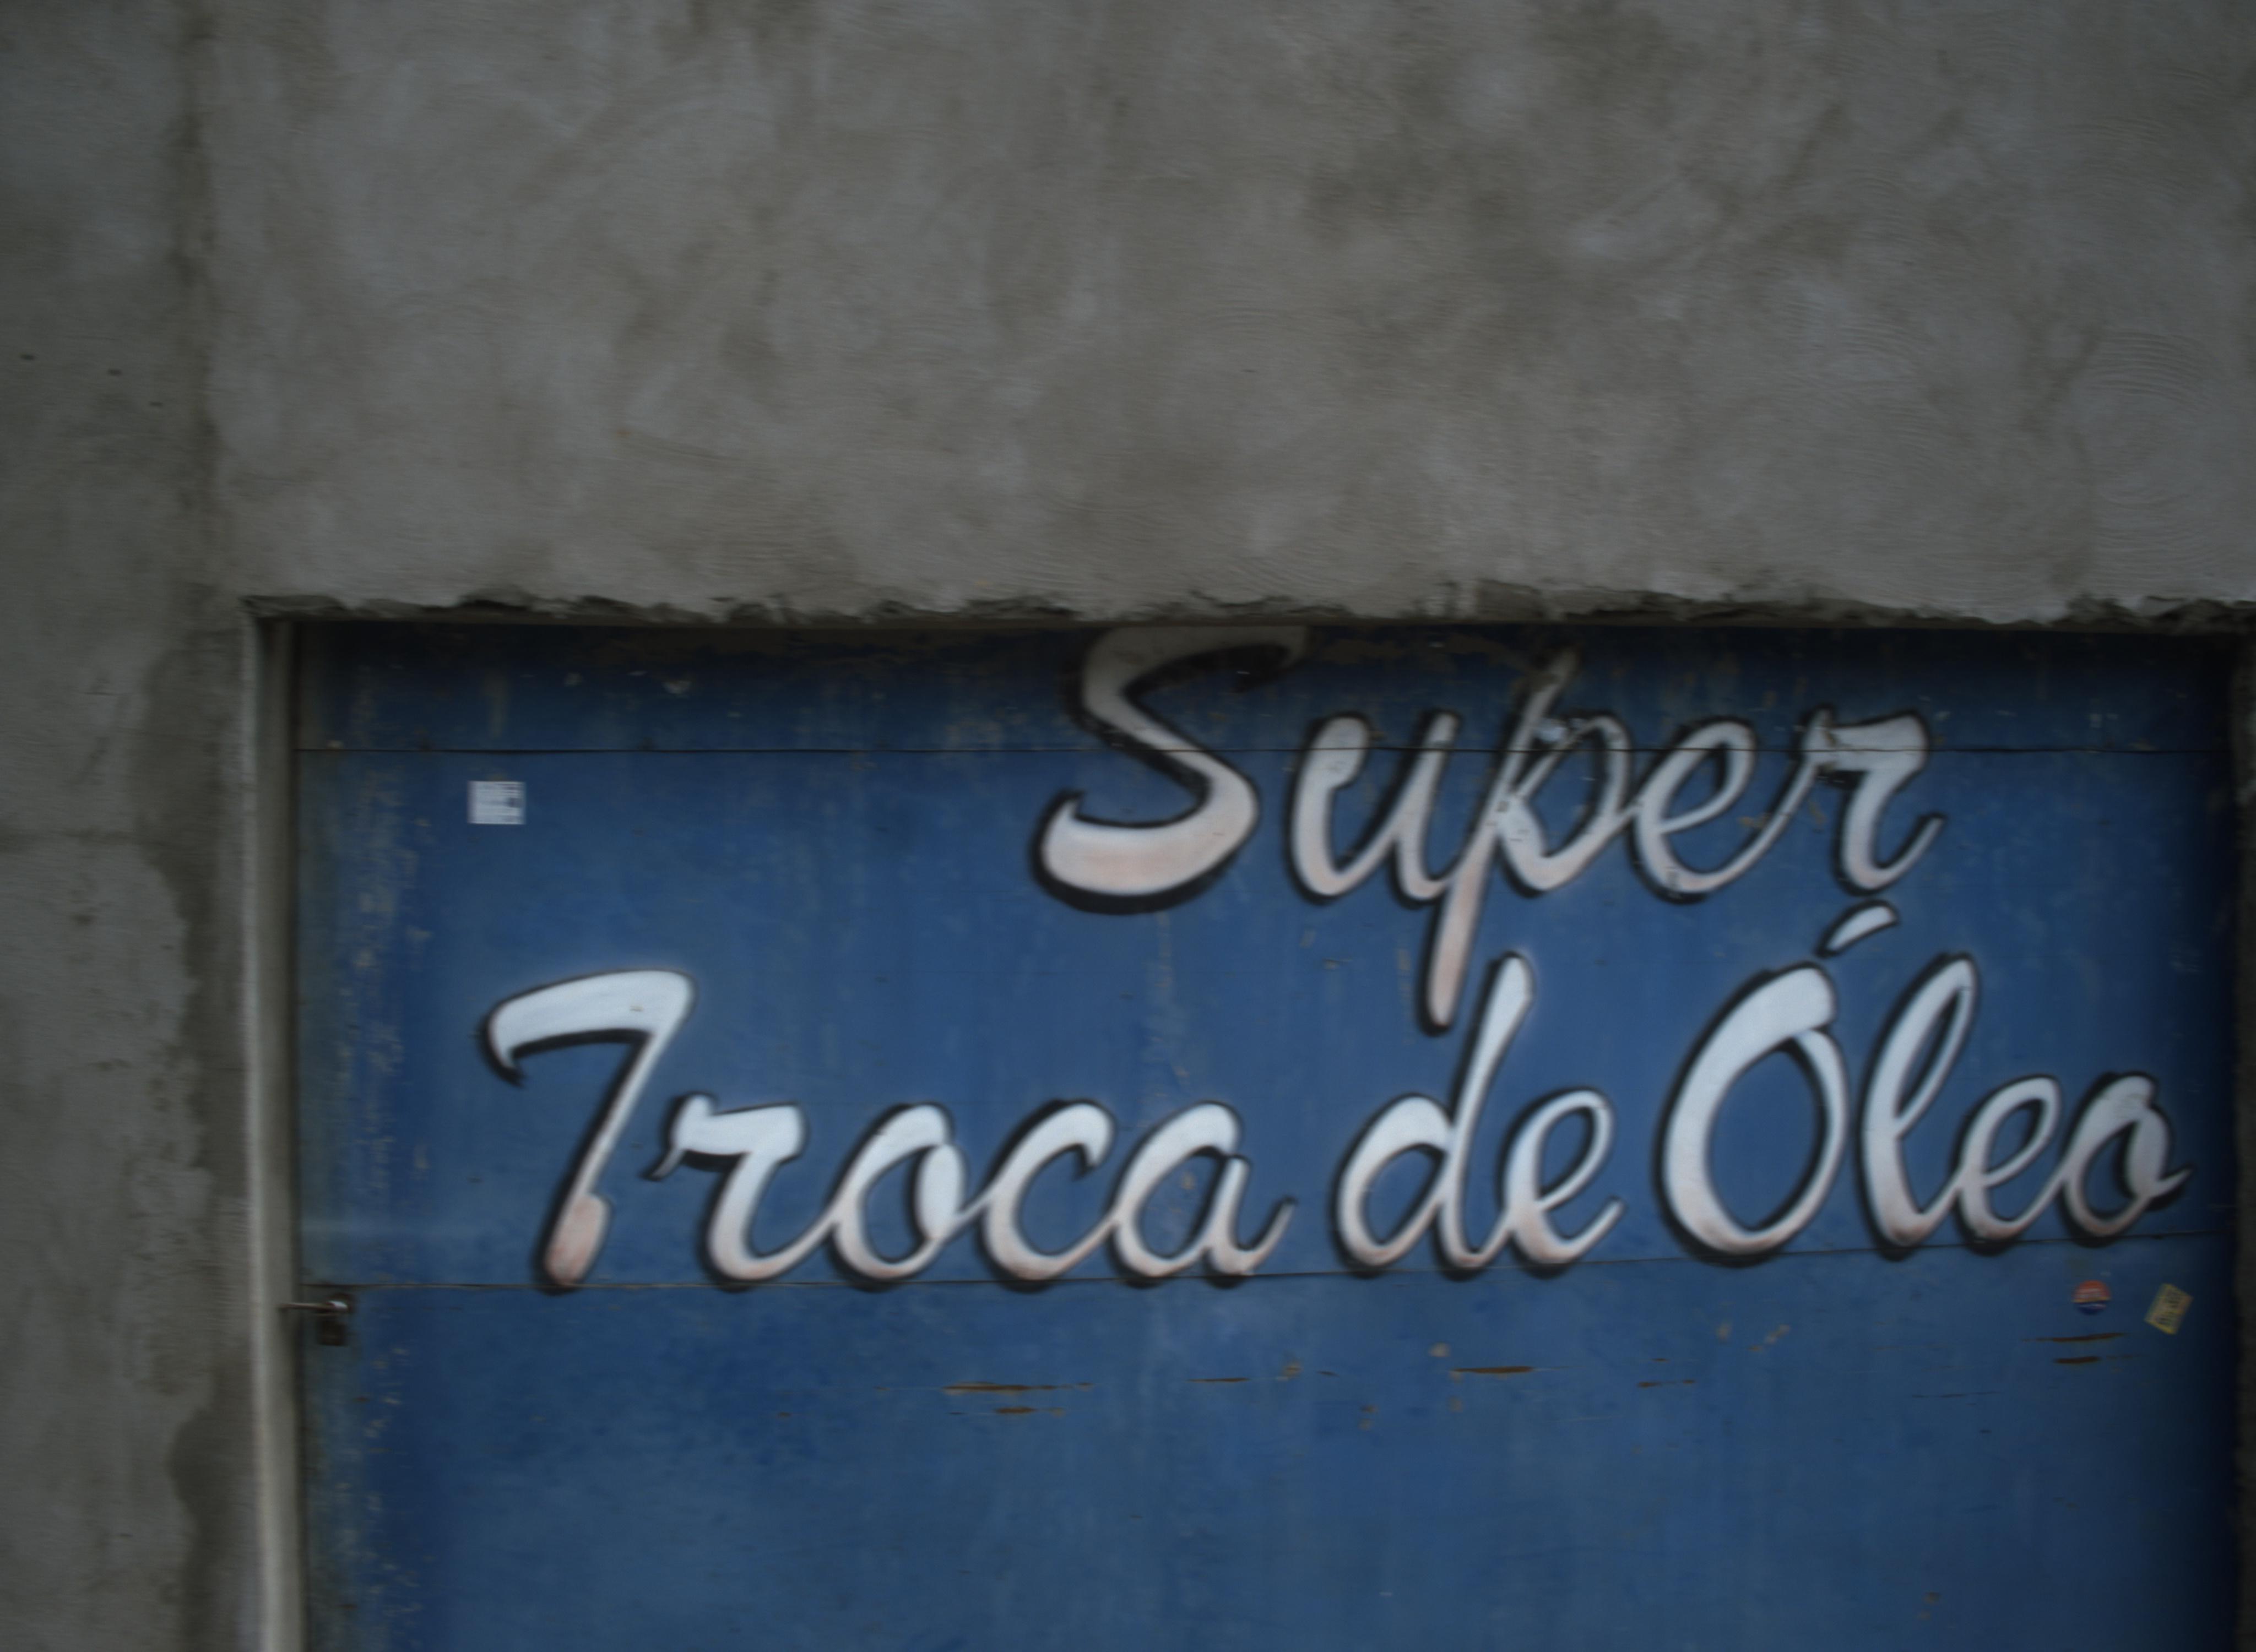 Super
Troca de Óleo